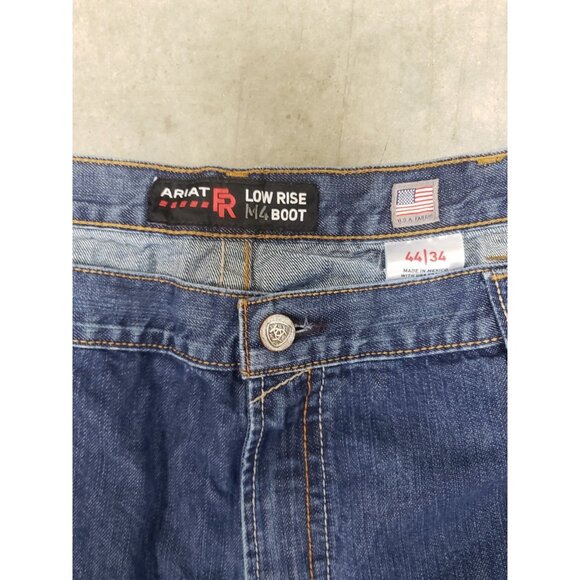 ARIAT FR LOW RISE
M4 BOOT
U.S.A. FABRIC
44|34
MADE IN MEXICO